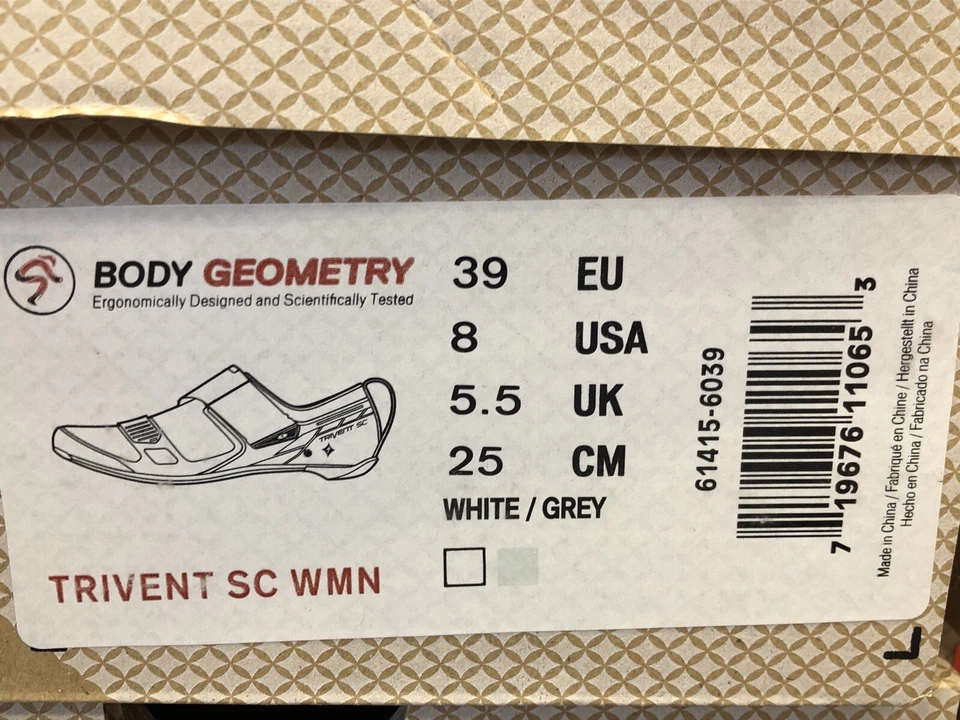 BODY GEOMETRY
Ergonomically Designed and Scientifically Tested
TRIVENT SC
TRIVENT SC WMN
39 EU
8 USA
5.5 UK
25 CM
WHITE / GREY
61415-6039
7 19676 11065 3
Made in China / Fabriqué en Chine / Hergestellt in China
Hecho en China / Fabricado na China